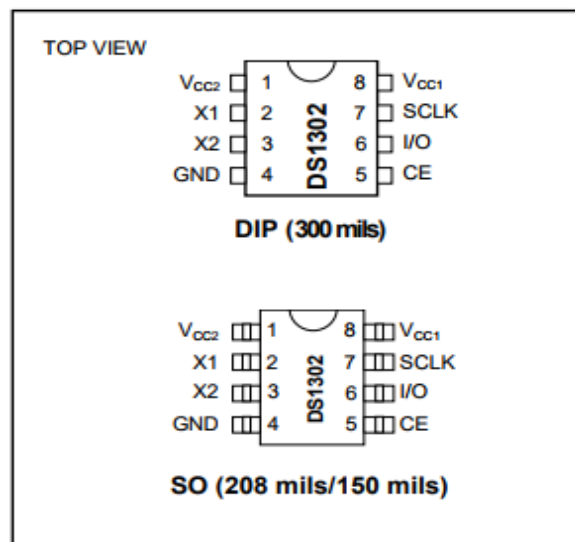 TOP VIEW
VCC2 1 8 VCC1
X1 2 7 SCLK
X2 3 6 I/O
GND 4 5 CE
DS1302
DIP (300 mils)
VCC2 1 8 VCC1
X1 2 7 SCLK
X2 3 6 I/O
GND 4 5 CE
DS1302
SO (208 mils/150 mils)